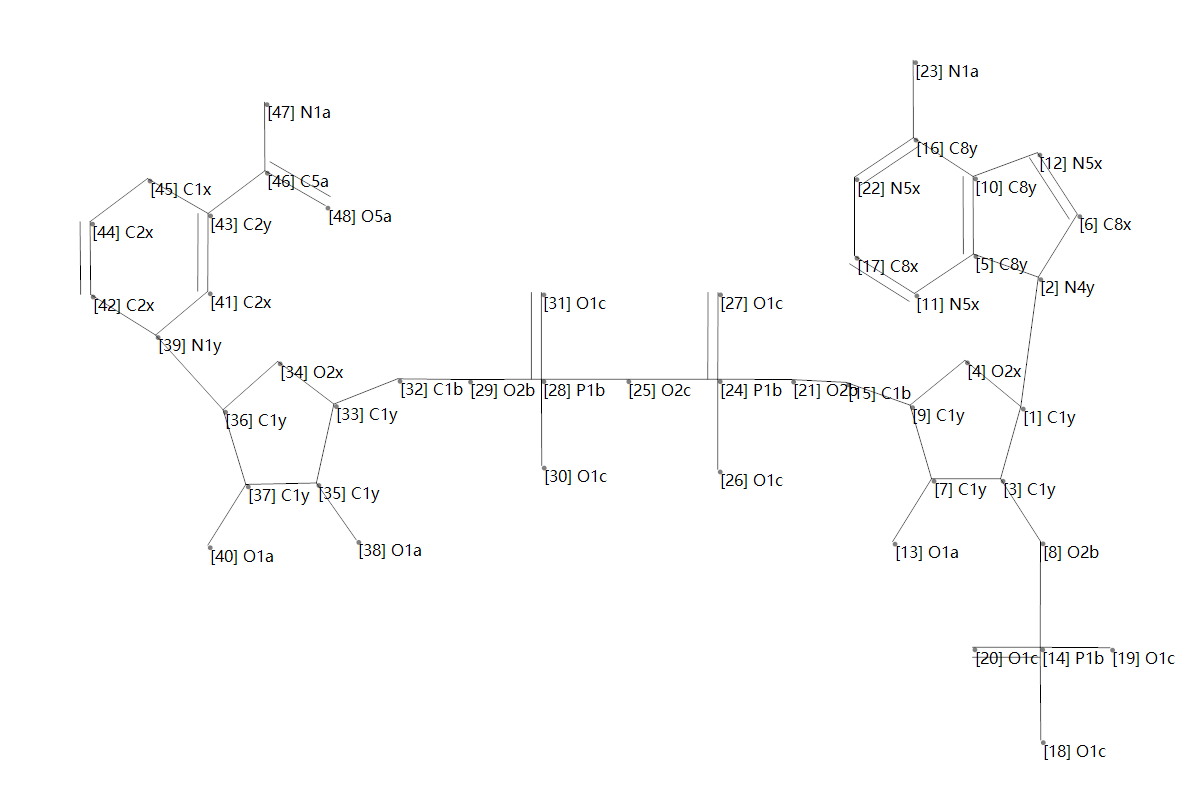 [23] N1a
[47] N1a
[16] C8y
[12] N5x
[46] C5a
[45] C1x
[22] N5x
[10] C8y
[48] O5a
[43] C2y
[6] C8x
[44] C2x
[17] C8x
[5] C8y
[2] N4y
[42] C2x
[41] C2x
[31] O1c
[27] O1c
[11] N5x
[39] N1y
[34] O2x
[4] O2x
[32] C1b
[29] O2b
[28] P1b
[25] O2c
[24] P1b
[21] O2b
[15] C1b
[33] C1y
[9] C1y
[1] C1y
[36] C1y
[30] O1c
[26] O1c
[37] C1y
[35] C1y
[7] C1y
[3] C1y
[40] O1a
[38] O1a
[13] O1a
[8] O2b
[20] O1c
[14] P1b
[19] O1c
[18] O1c